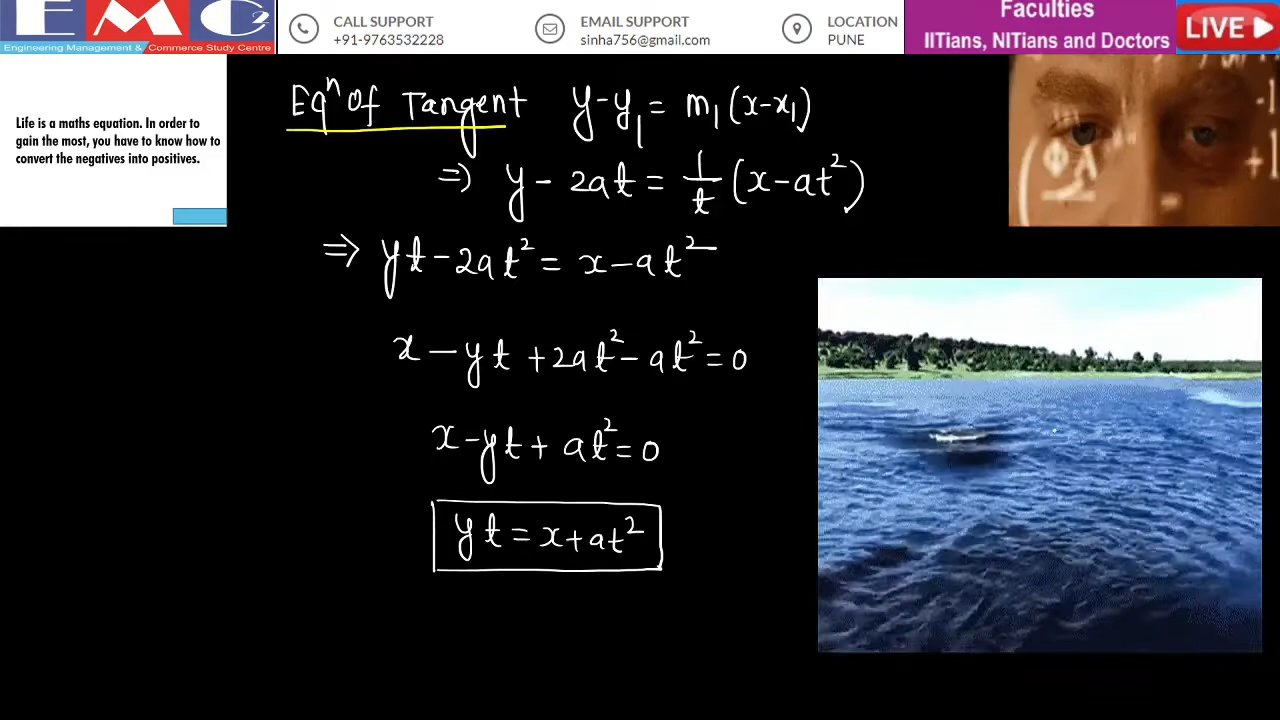 EMC²
Engineering Management & Commerce Study Centre
CALL SUPPORT
+91-9763532228
EMAIL SUPPORT
sinha756@gmail.com
LOCATION
PUNE
Faculties
IITians, NITians and Doctors
LIVE
Life is a maths equation. In order to
gain the most, you have to know how to
convert the negatives into positives.
Eqⁿ Of Tangent y-y₁ = m₁(x-x₁)
⇒ y - 2at = 1/t (x-at²)
⇒ yt - 2at² = x - at²
x - yt + 2at² - at² = 0
x - yt + at² = 0
yt = x + at²
-1
+1